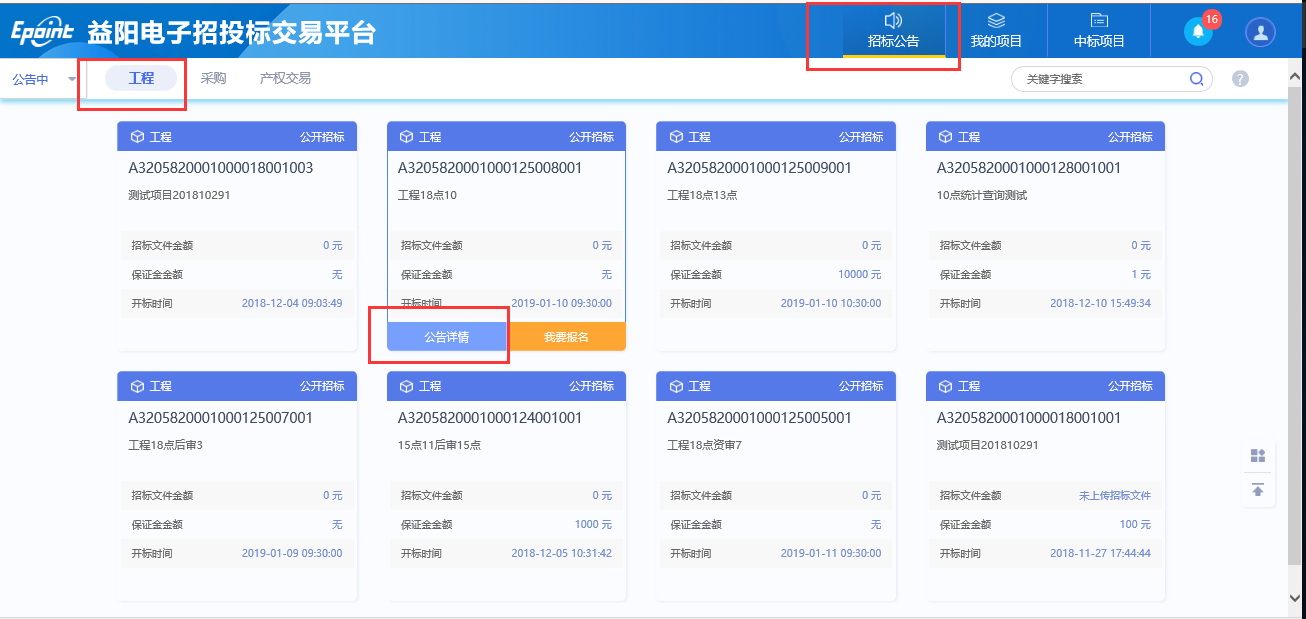 Epoint 益阳电子招投标交易平台
招标公告
我的项目
中标项目
16
公告中
工程
采购
产权交易
关键字搜索
?
工程 公开招标
A3205820001000018001003
测试项目201810291
招标文件金额 0 元
保证金金额 无
开标时间 2018-12-04 09:03:49
工程 公开招标
A3205820001000125008001
工程18点10
招标文件金额 0 元
保证金金额 无
开标时间 2019-01-10 09:30:00
公告详情 我要报名
工程 公开招标
A3205820001000125009001
工程18点13点
招标文件金额 0 元
保证金金额 10000 元
开标时间 2019-01-10 10:30:00
工程 公开招标
A3205820001000128001001
10点统计查询测试
招标文件金额 0 元
保证金金额 1 元
开标时间 2018-12-10 15:49:34
工程 公开招标
A3205820001000125007001
工程18点后审3
招标文件金额 0 元
保证金金额 无
开标时间 2019-01-09 09:30:00
工程 公开招标
A3205820001000124001001
15点11后审15点
招标文件金额 0 元
保证金金额 1000 元
开标时间 2018-12-05 10:31:42
工程 公开招标
A3205820001000125005001
工程18点资审7
招标文件金额 0 元
保证金金额 无
开标时间 2019-01-11 09:30:00
工程 公开招标
A3205820001000018001001
测试项目201810291
招标文件金额 未上传招标文件
保证金金额 100 元
开标时间 2018-11-27 17:44:44